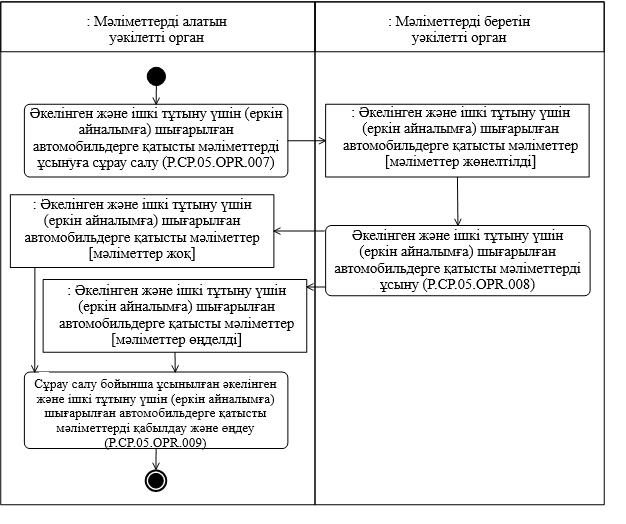 : Мәліметтерді алатын
уәкілетті орган
: Мәліметтерді беретін
уәкілетті орган
Әкелінген және ішкі тұтыну үшін (еркін
айналымға) шығарылған
автомобильдерге қатысты мәліметтерді
ұсынуға сұрау салу (P.CP.05.OPR.007)
: Әкелінген және ішкі тұтыну үшін
(еркін айналымға) шығарылған
автомобильдерге қатысты мәліметтер
[мәліметтер жөнелтілді]
: Әкелінген және ішкі тұтыну үшін
(еркін айналымға) шығарылған
автомобильдерге қатысты мәліметтер
[мәліметтер жоқ]
Әкелінген және ішкі тұтыну үшін
(еркін айналымға) шығарылған
автомобильдерге қатысты мәліметтерді
ұсыну (P.CP.05.OPR.008)
: Әкелінген және ішкі тұтыну үшін
(еркін айналымға) шығарылған
автомобильдерге қатысты мәліметтер
[мәліметтер өңделді]
Сұрау салу бойынша ұсынылған әкелінген
және ішкі тұтыну үшін (еркін айналымға)
шығарылған автомобильдерге қатысты
мәліметтерді қабылдау және өңдеу
(P.CP.05.OPR.009)